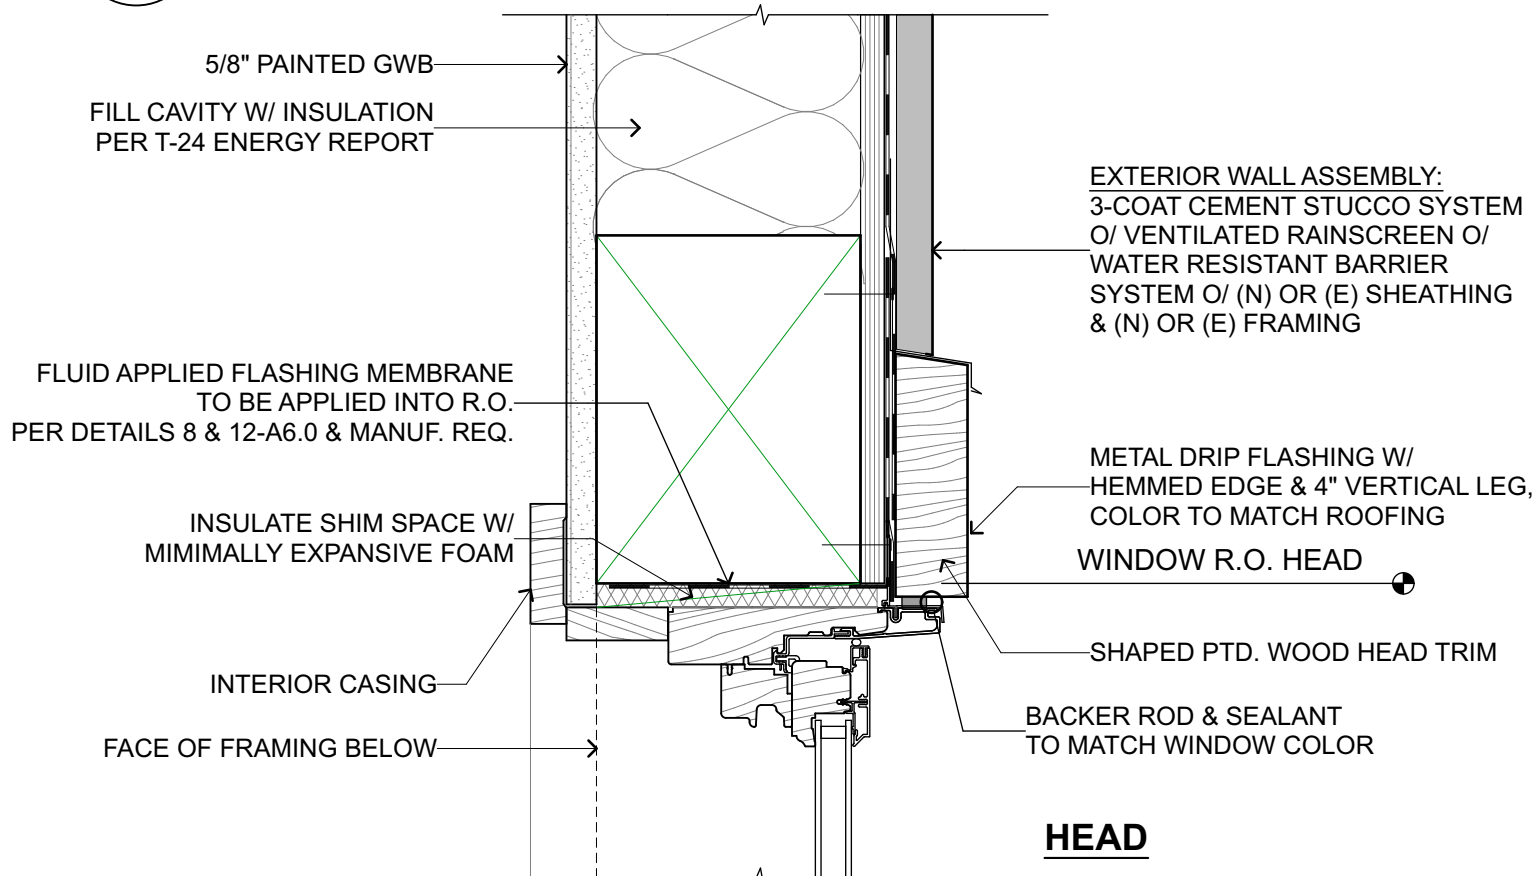 5/8" PAINTED GWB
FILL CAVITY W/ INSULATION
PER T-24 ENERGY REPORT
EXTERIOR WALL ASSEMBLY:
3-COAT CEMENT STUCCO SYSTEM
O/ VENTILATED RAINSCREEN O/
WATER RESISTANT BARRIER
SYSTEM O/ (N) OR (E) SHEATHING
& (N) OR (E) FRAMING
FLUID APPLIED FLASHING MEMBRANE
TO BE APPLIED INTO R.O.
PER DETAILS 8 & 12-A6.0 & MANUF. REQ.
METAL DRIP FLASHING W/
HEMMED EDGE & 4" VERTICAL LEG,
COLOR TO MATCH ROOFING
INSULATE SHIM SPACE W/
MIMIMALLY EXPANSIVE FOAM
WINDOW R.O. HEAD
SHAPED PTD. WOOD HEAD TRIM
INTERIOR CASING
BACKER ROD & SEALANT
TO MATCH WINDOW COLOR
FACE OF FRAMING BELOW
HEAD